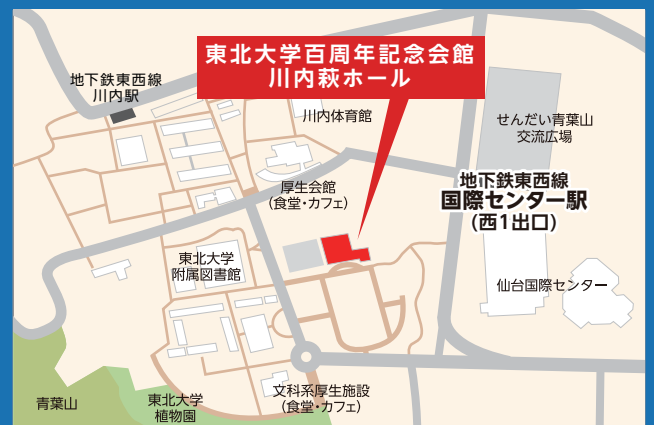 東北大学百周年記念会館
川内萩ホール
地下鉄東西線
川内駅
川内体育館
せんだい青葉山
交流広場
地下鉄東西線
国際センター駅
(西1出口)
厚生会館
(食堂・カフェ)
東北大学
附属図書館
仙台国際センター
青葉山
東北大学
植物園
文科系厚生施設
(食堂・カフェ)